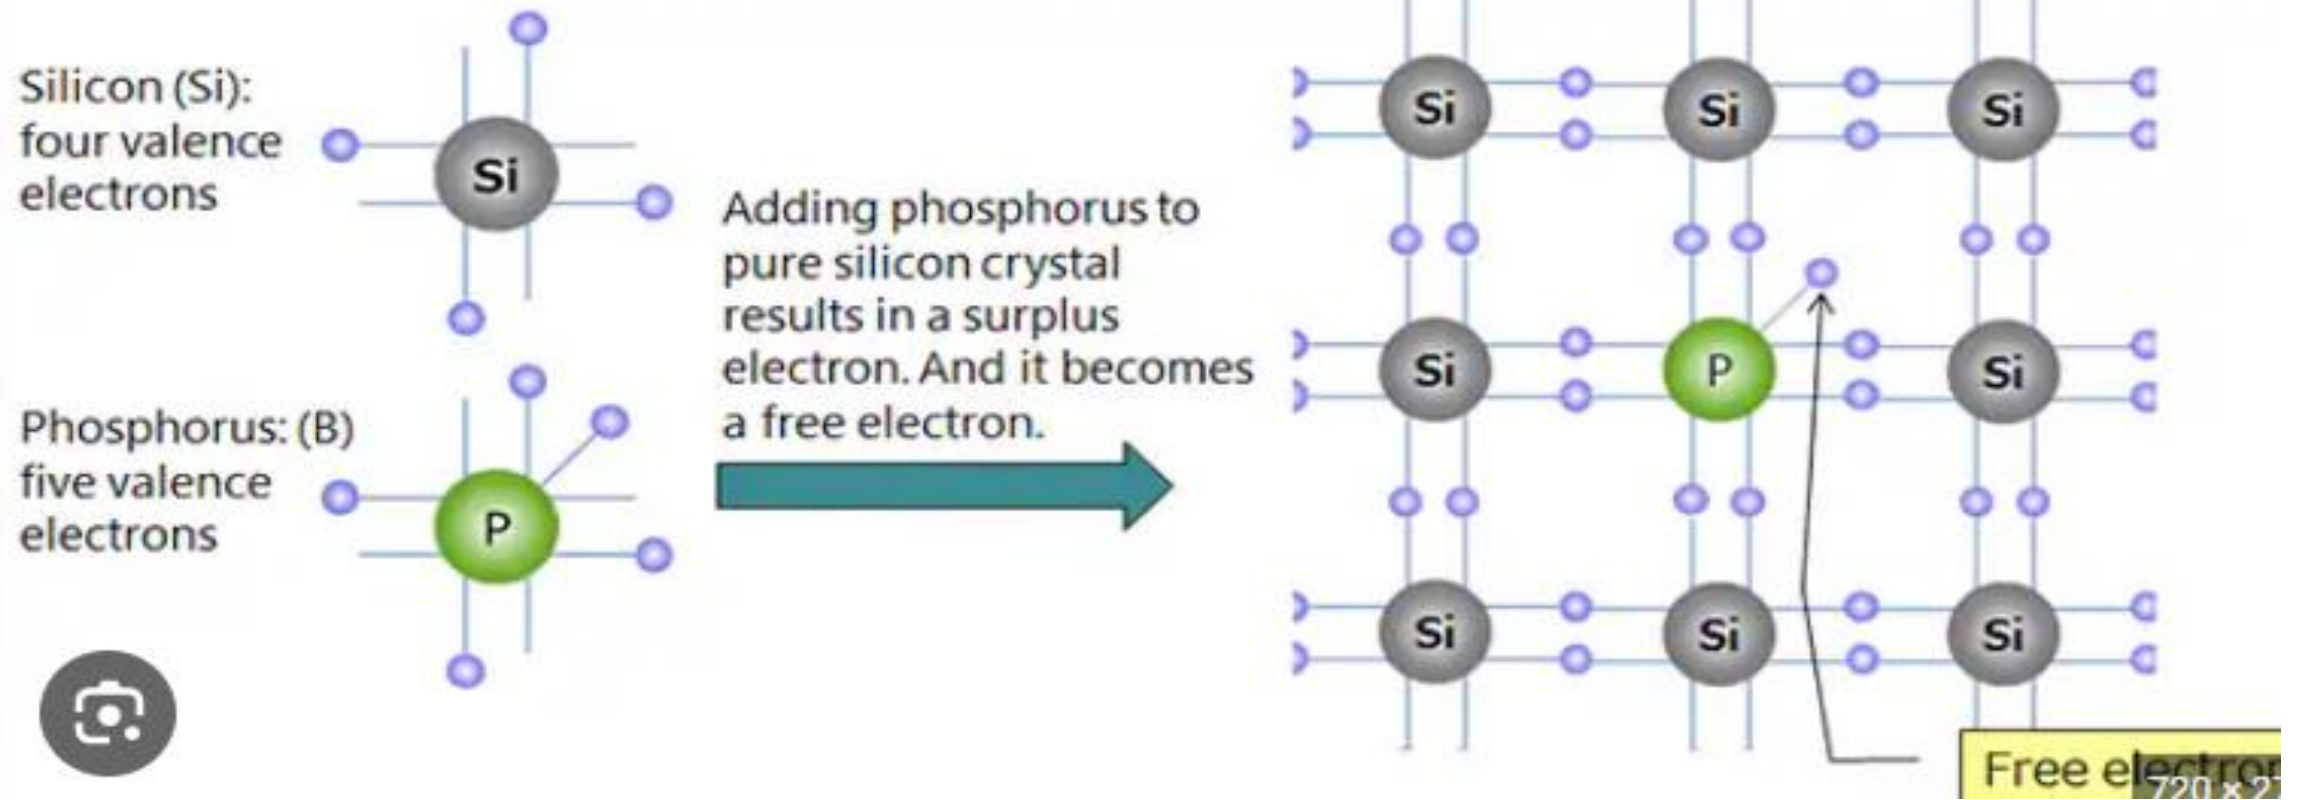 Silicon (Si):
four valence
electrons
Si
Phosphorus: (B)
five valence
electrons
P
Adding phosphorus to
pure silicon crystal
results in a surplus
electron. And it becomes
a free electron.
Si Si Si
Si P Si
Si Si Si
Free